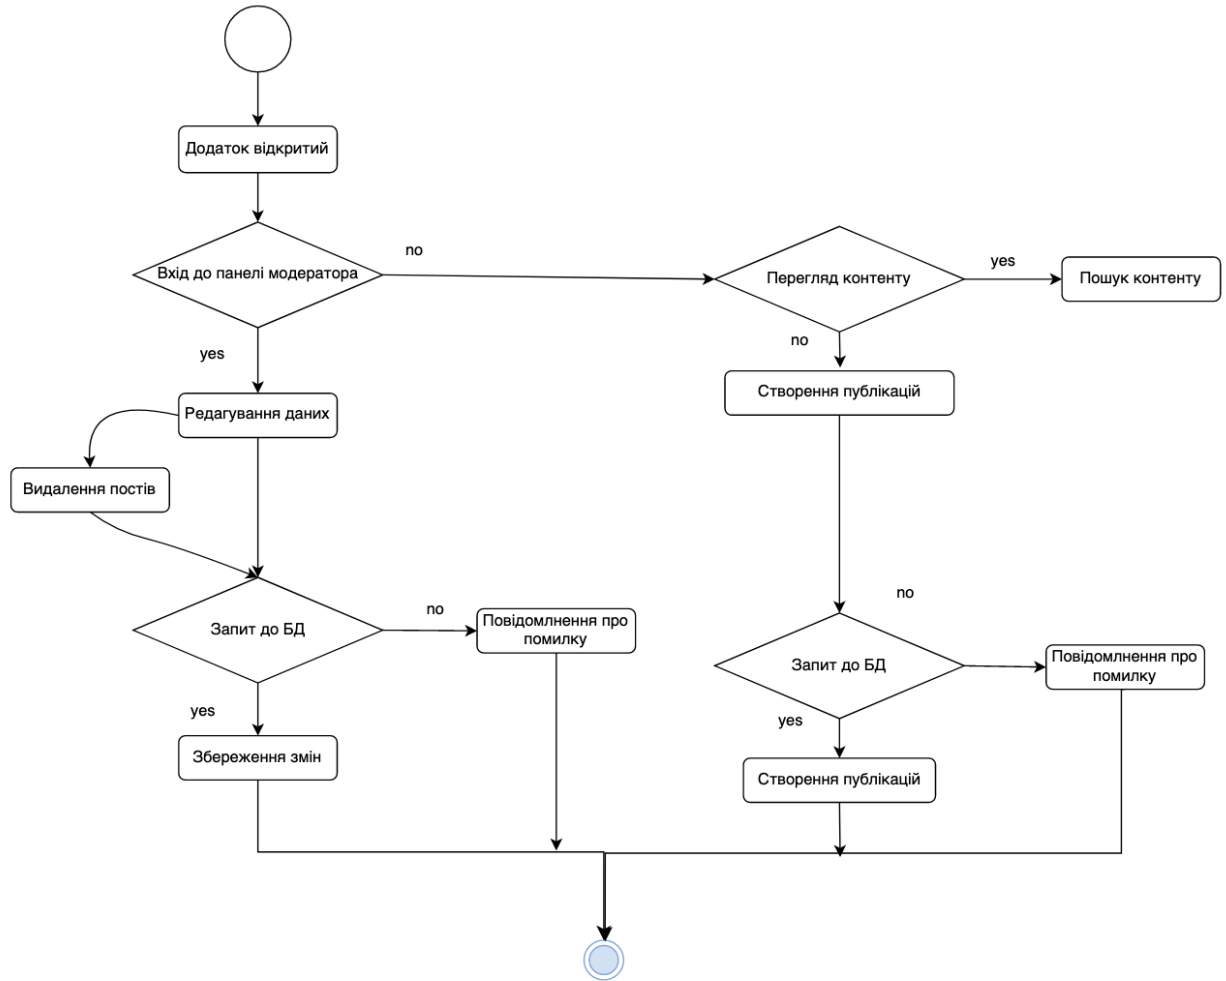 Додаток відкритий
no
Вхід до панелі модератора
Перегляд контенту
yes
Пошук контенту
yes
no
Створення публікацій
Редагування даних
Видалення постів
Запит до БД
no
Повідомлнення про
помилку
no
Запит до БД
Повідомлнення про
помилку
yes
Збереження змін
yes
Створення публікацій